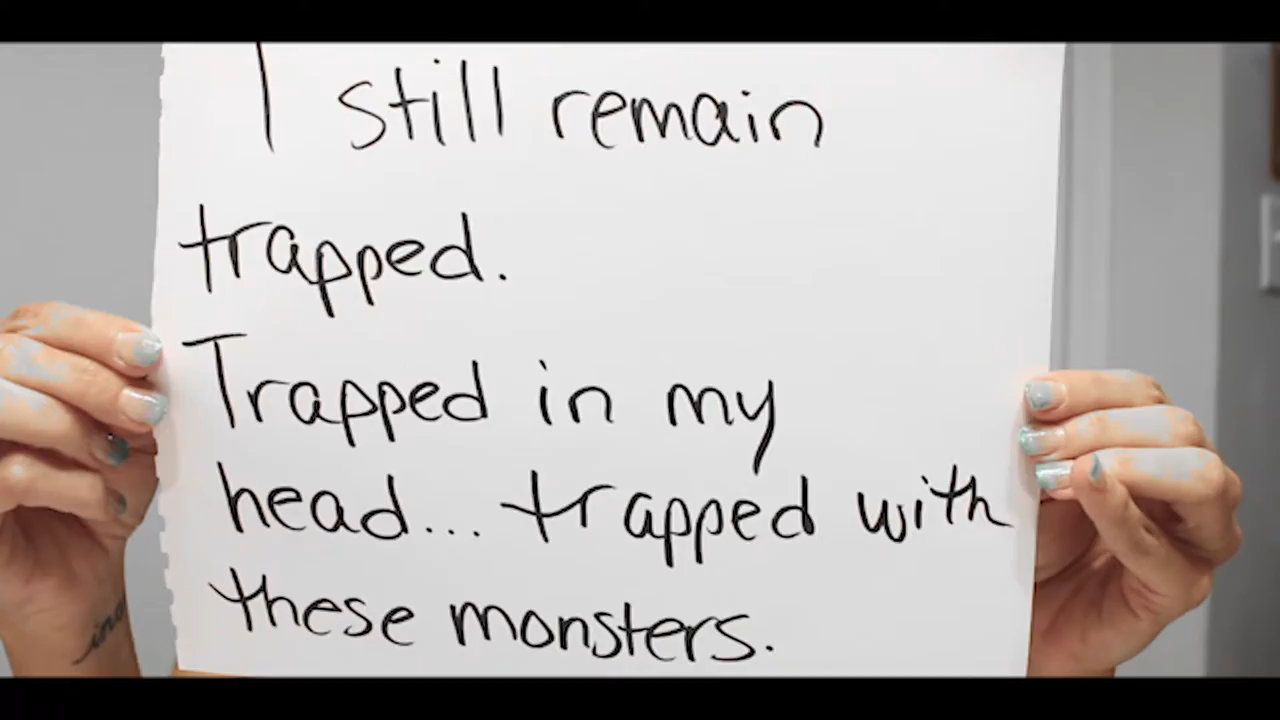 I still remain
trapped.
Trapped in my
head... trapped with
these monsters.